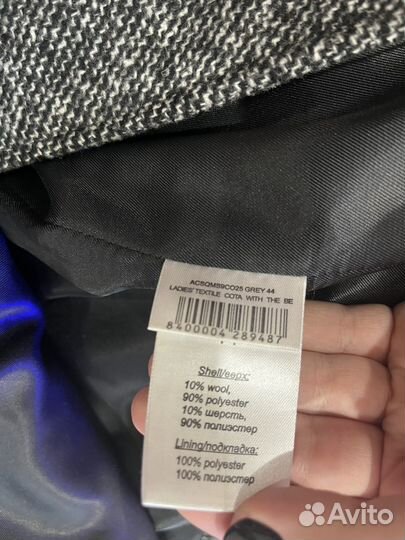 ACSQMS9CO25 GREY 44
LADIES'TEXTILE COTA WITH THE BE
8400004 289487
Shell/верх:
10% wool,
90% polyester
10% шерсть,
90% полиэстер
Lining/подкладка:
100% polyester
100% полиэстер
Avito